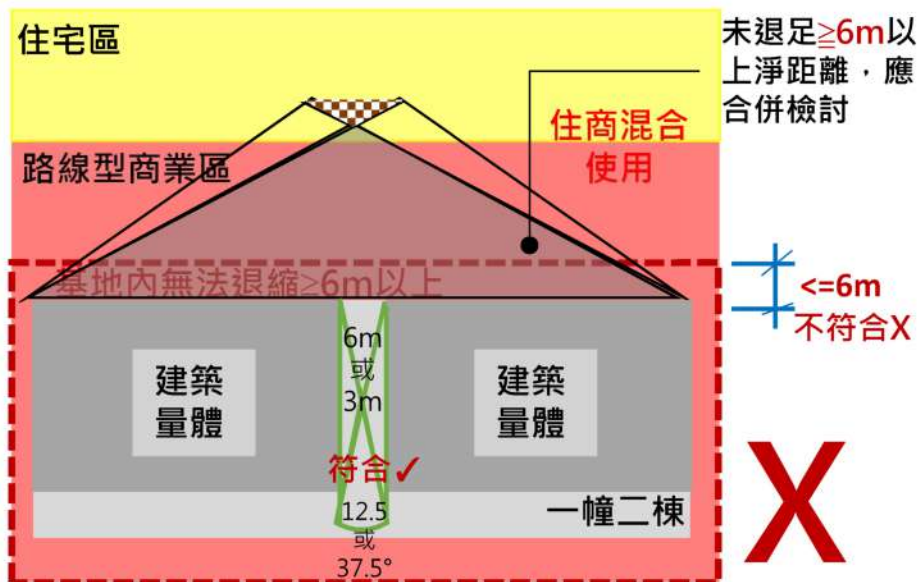 住宅區
未退足≧6m以
上淨距離，應
合併檢討
住商混合
使用
路線型商業區
基地內無法退縮≥6m以上
<=6m
不符合X
6m
或
3m
建築
量體
建築
量體
符合✓
12.5
或
37.5°
一幢二棟
X